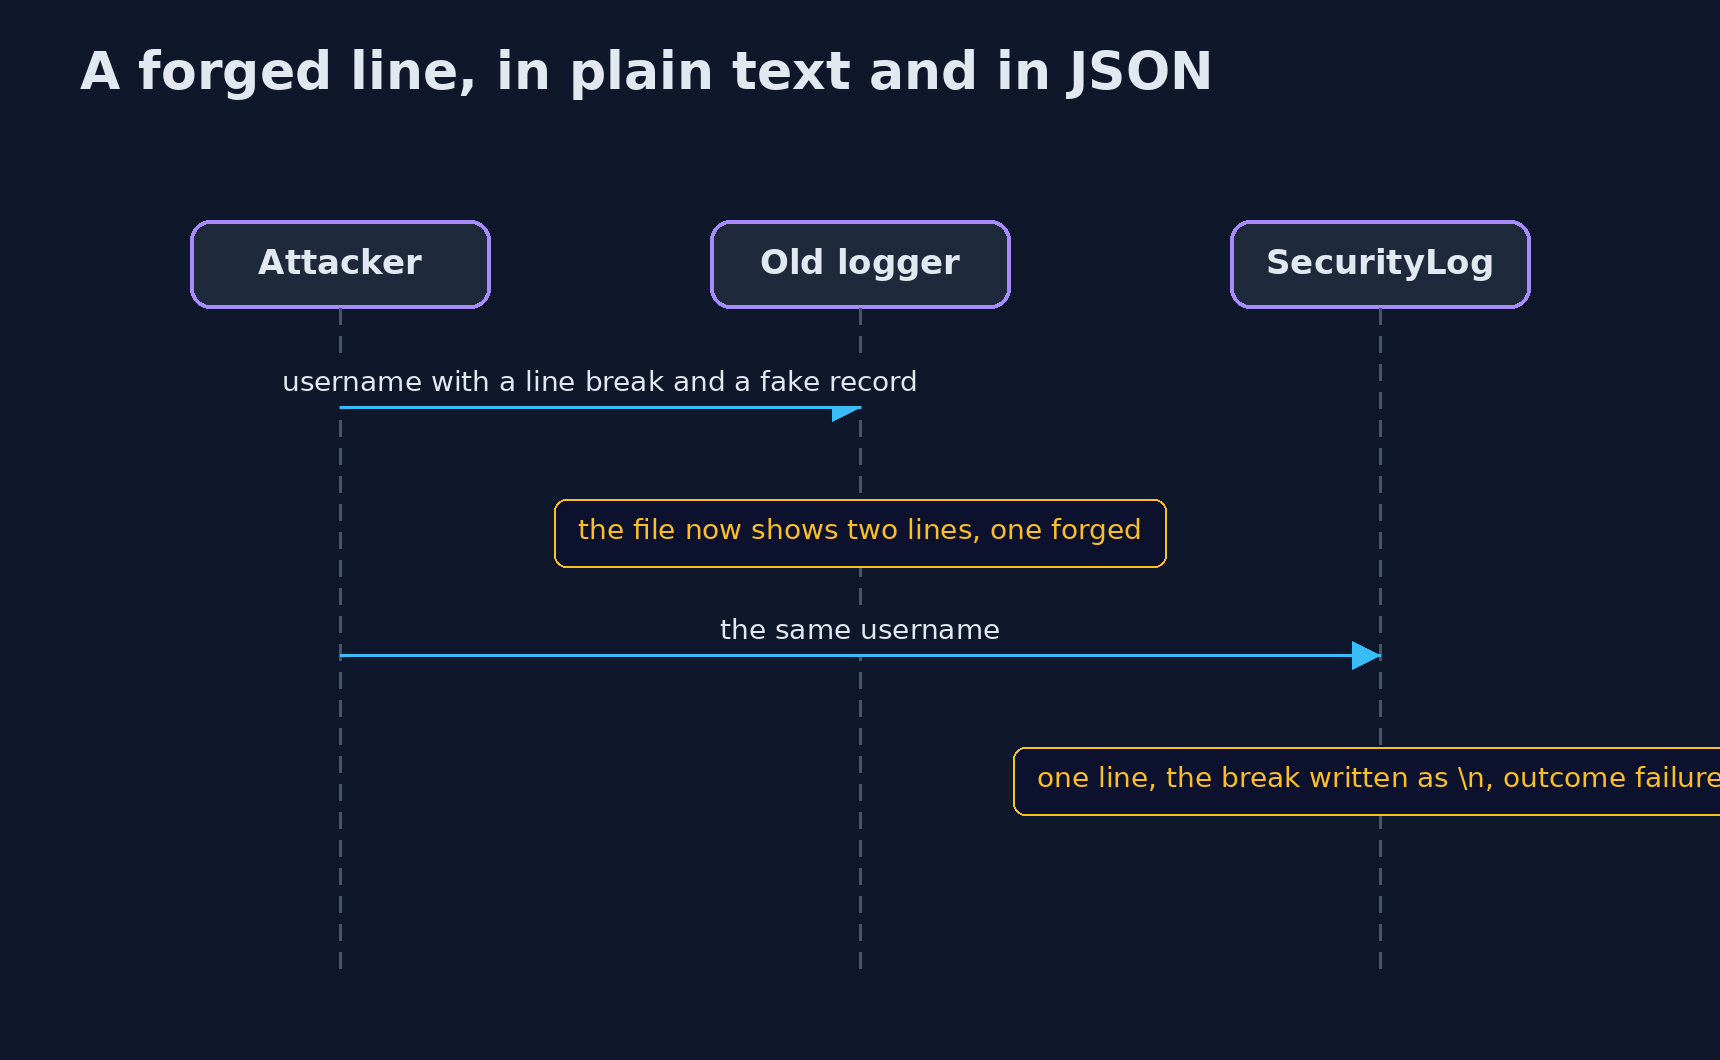 A forged line, in plain text and in JSON
Attacker
Old logger
SecurityLog
username with a line break and a fake record
the file now shows two lines, one forged
the same username
one line, the break written as \n, outcome failure